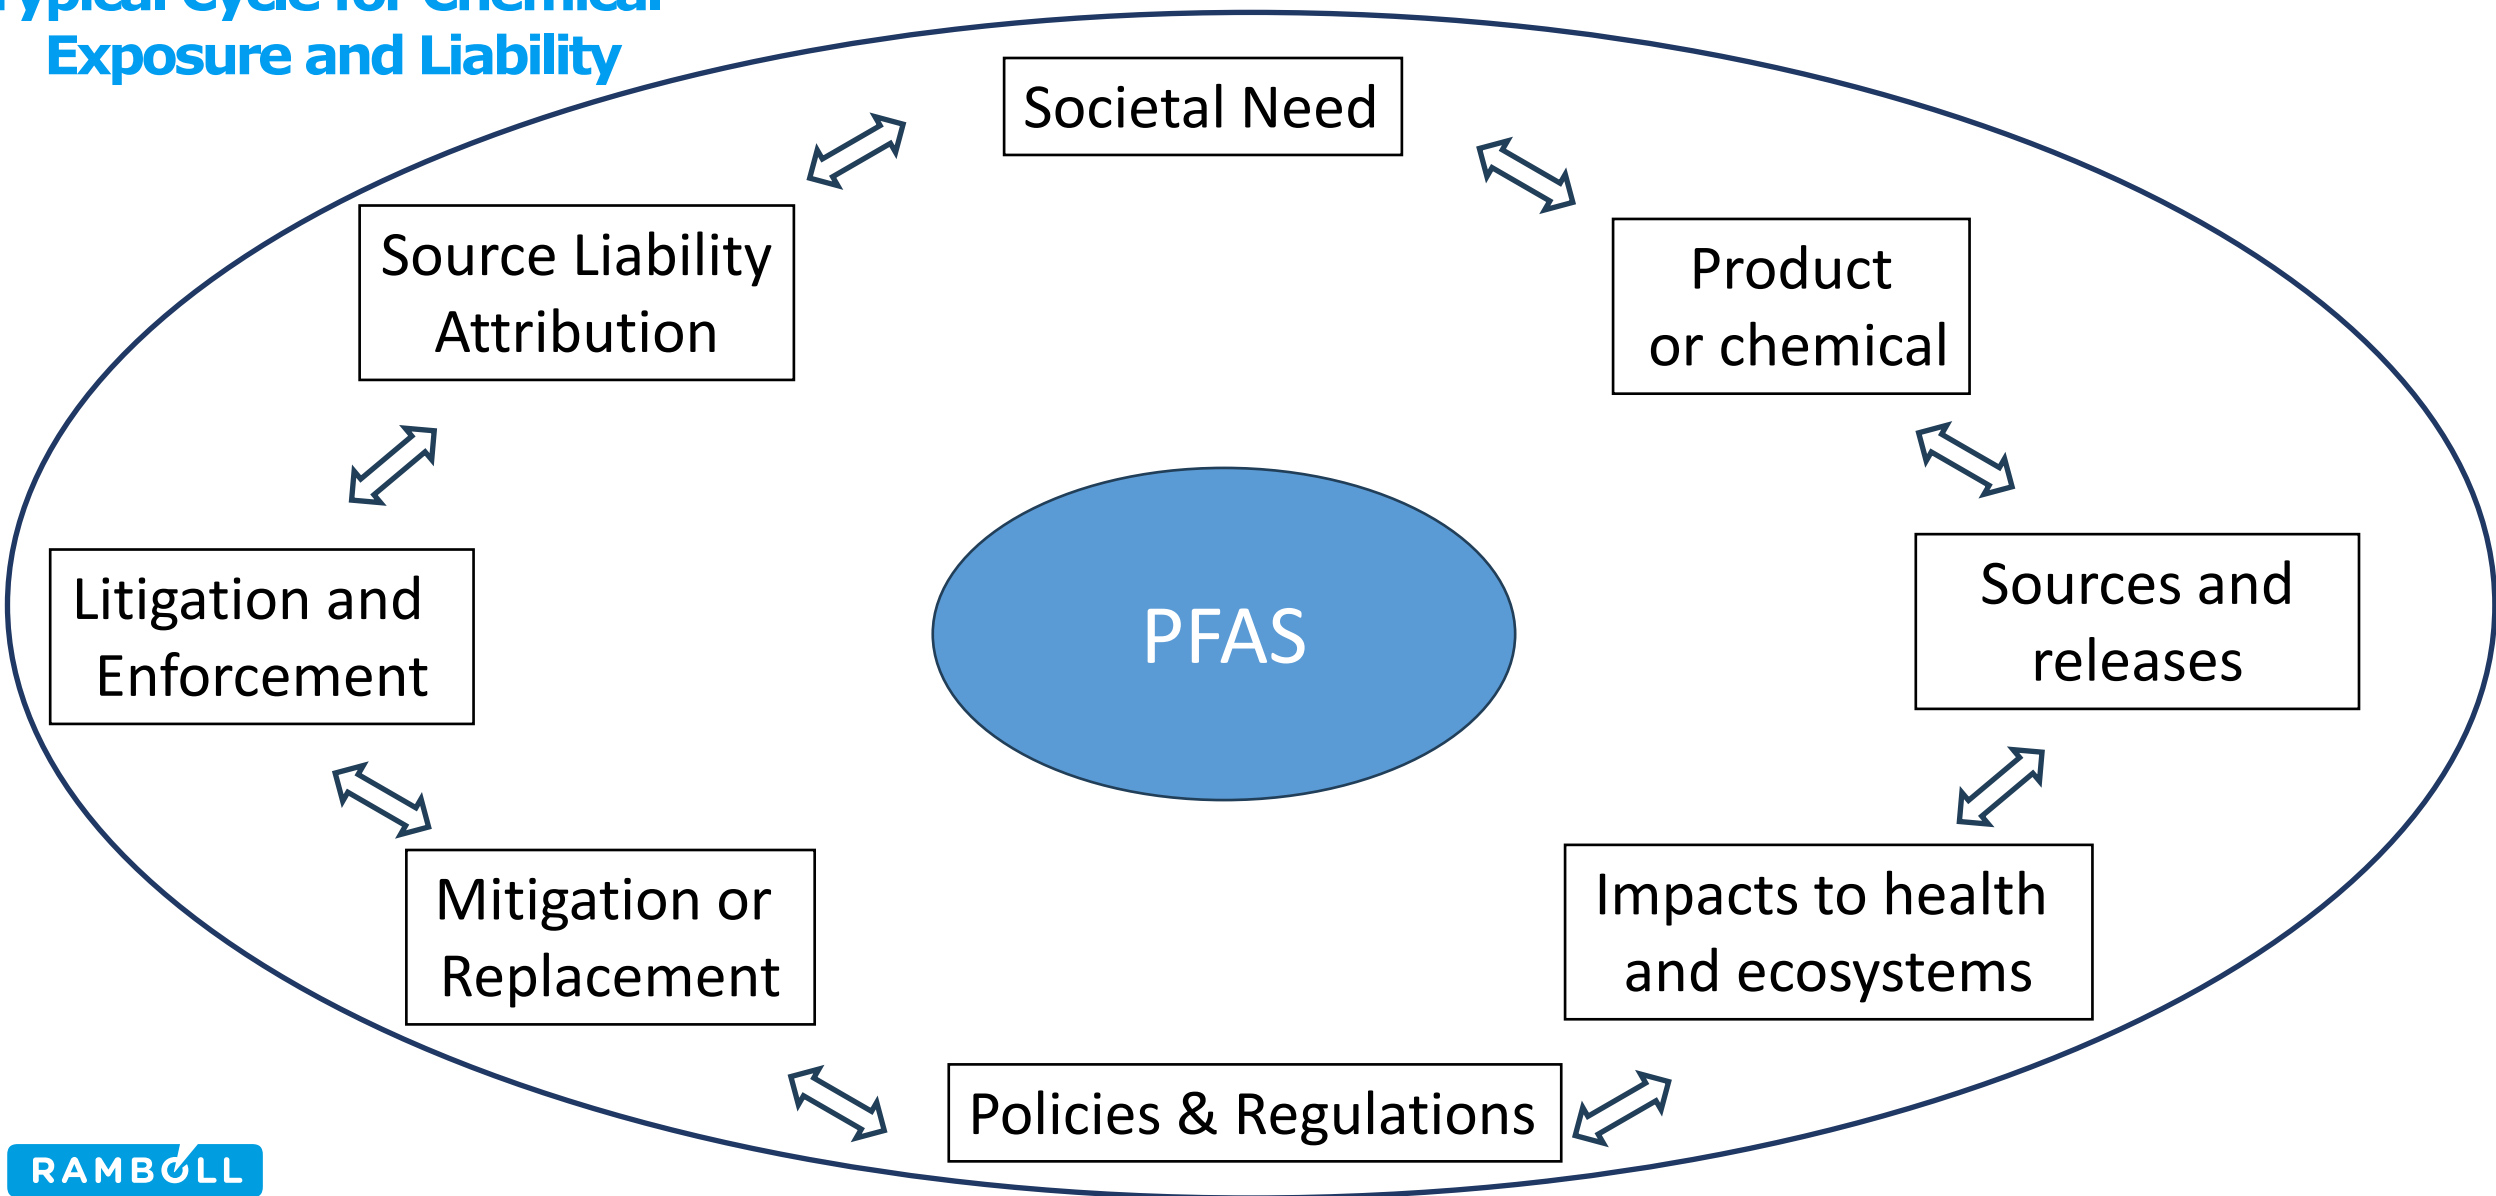 Exposure and Liability
Societal Need
Source Liability
Attribution
Product
or chemical
Litigation and
Enforcement
PFAS
Sources and
releases
Mitigation or
Replacement
Impacts to health
and ecosystems
Policies & Regulations
RAMBOLL